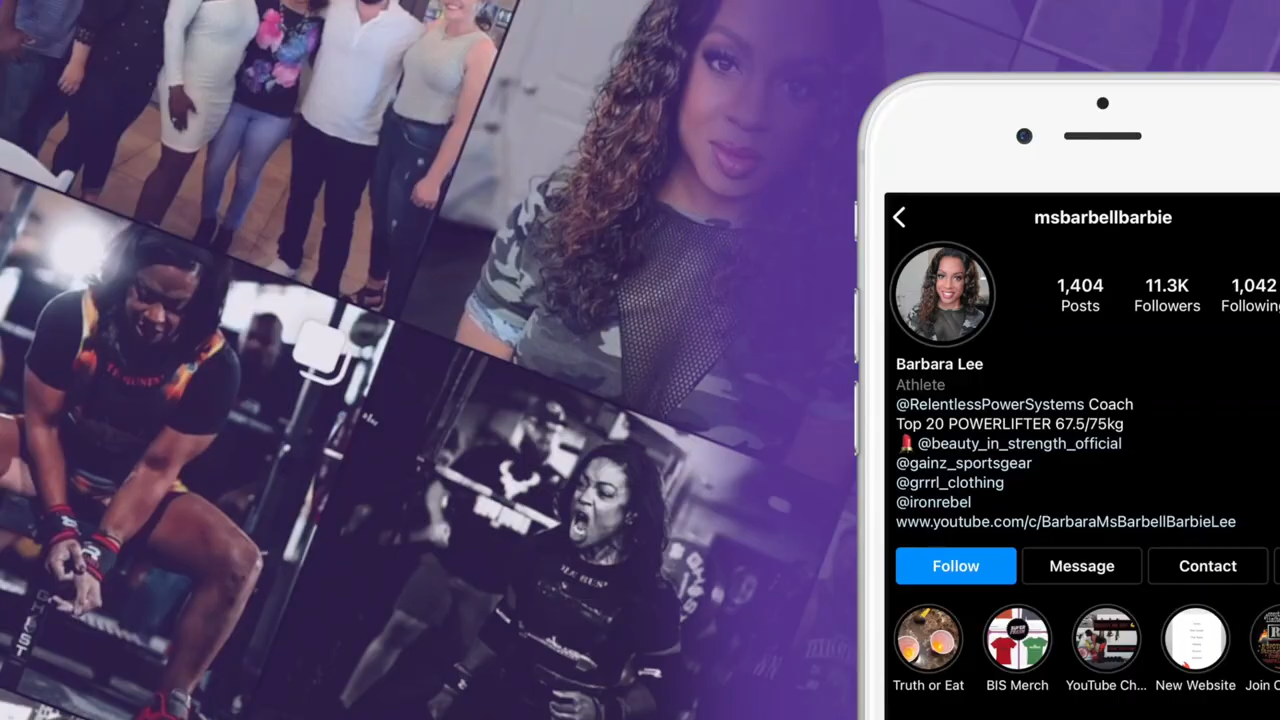 msbarbellbarbie
1,404 11.3K 1,042
Posts Followers Following
Barbara Lee
Athlete
@RelentlessPowerSystems Coach
Top 20 POWERLIFTER 67.5/75kg
@beauty_in_strength_official
@gainz_sportsgear
@grrrl_clothing
@ironrebel
www.youtube.com/c/BarbaraMsBarbellBarbieLee
Follow Message Contact
Truth or Eat BIS Merch YouTube Ch... New Website Join